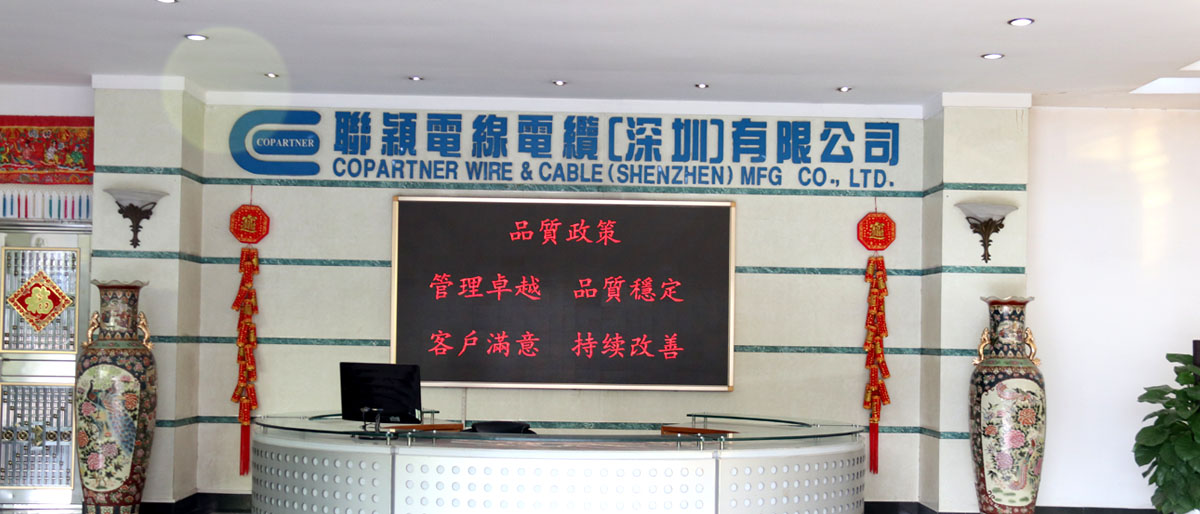 COPARTNER
聯穎電線電纜〔深圳〕有限公司
COPARTNER WIRE & CABLE (SHENZHEN) MFG CO., LTD.
品質政策
管理卓越 品質穩定
客戶滿意 持续改善